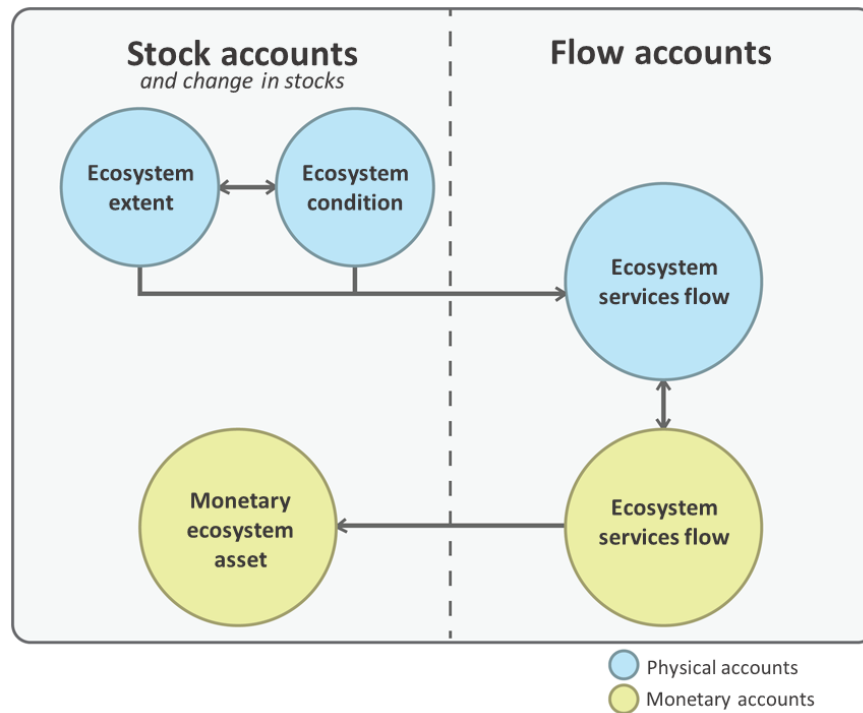 Stock accounts
and change in stocks
Flow accounts
Ecosystem
extent
Ecosystem
condition
Ecosystem
services flow
Monetary
ecosystem
asset
Ecosystem
services flow
Physical accounts
Monetary accounts